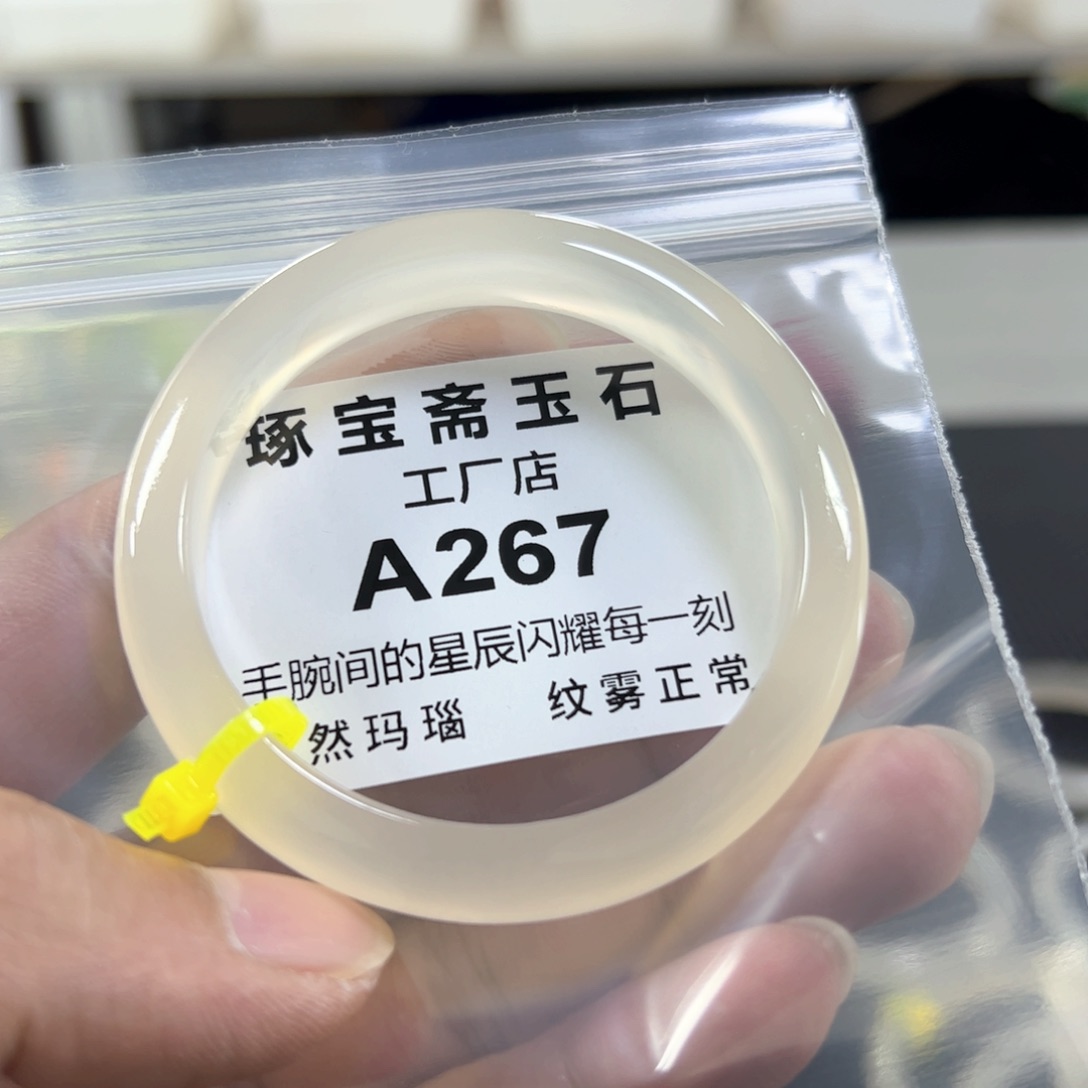 琢宝斋玉石
工厂店
A267
手腕间的星辰闪耀每一刻
然玛瑙 纹雾正常